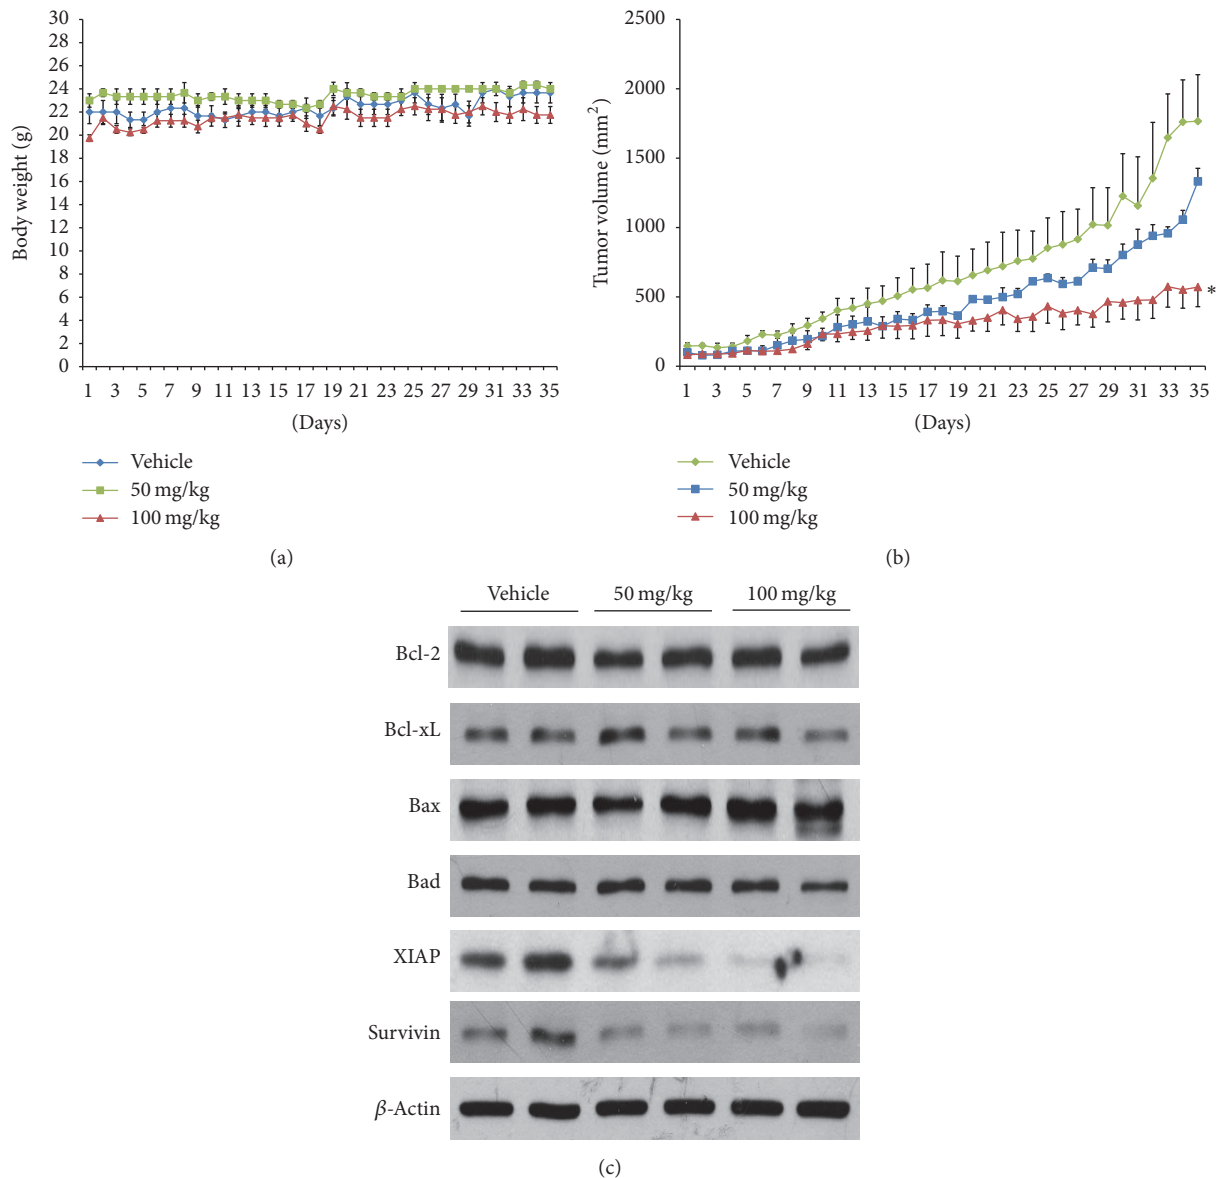 30
28
26
24
22
20
18
16
14
12
10
8
6
4
2
0
Body weight (g)
1 3 5 7 9 11 13 15 17 19 21 23 25 27 29 31 33 35
(Days)
Vehicle
50 mg/kg
100 mg/kg
(a)
2500
2000
1500
1000
500
0
Tumor volume (mm²)
*
1 3 5 7 9 11 13 15 17 19 21 23 25 27 29 31 33 35
(Days)
Vehicle
50 mg/kg
100 mg/kg
(b)
Vehicle 50 mg/kg 100 mg/kg
Bcl-2
Bcl-xL
Bax
Bad
XIAP
Survivin
β-Actin
(c)